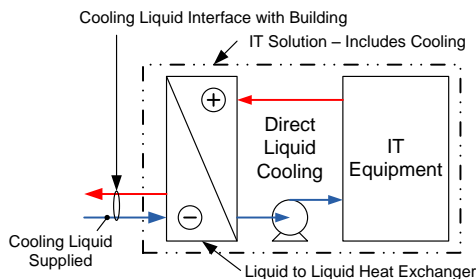 Cooling Liquid Interface with Building
IT Solution – Includes Cooling
+
Direct
Liquid
Cooling
IT
Equipment
−
Cooling Liquid
Supplied
Liquid to Liquid Heat Exchanger